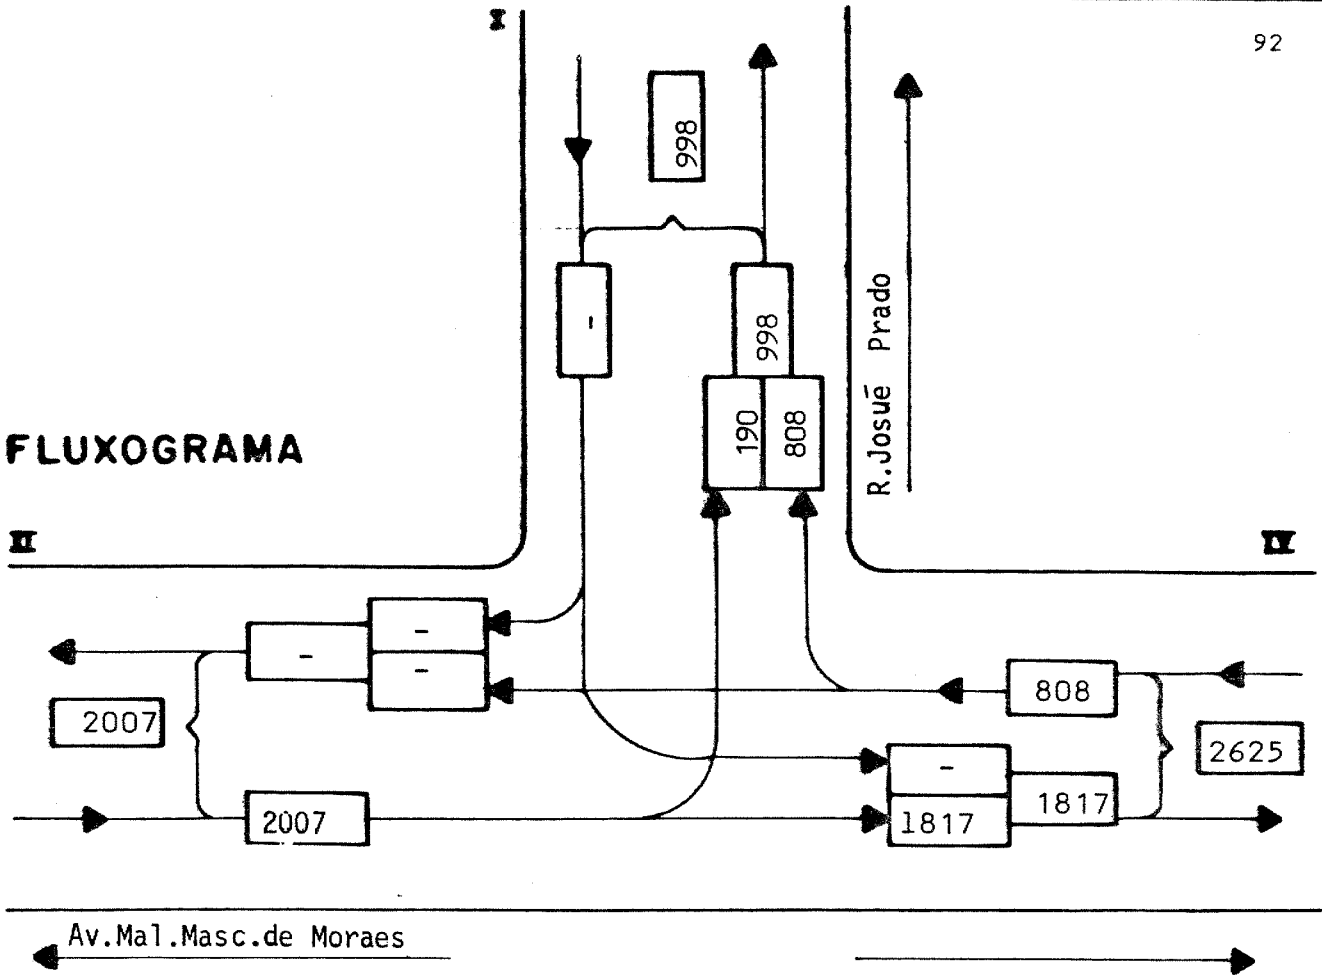 I
92
998
-
998
190
808
R.Josué Prado
FLUXOGRAMA
II
IV
-
-
-
808
2007
2625
-
1817
2007
1817
Av.Mal.Masc.de Moraes